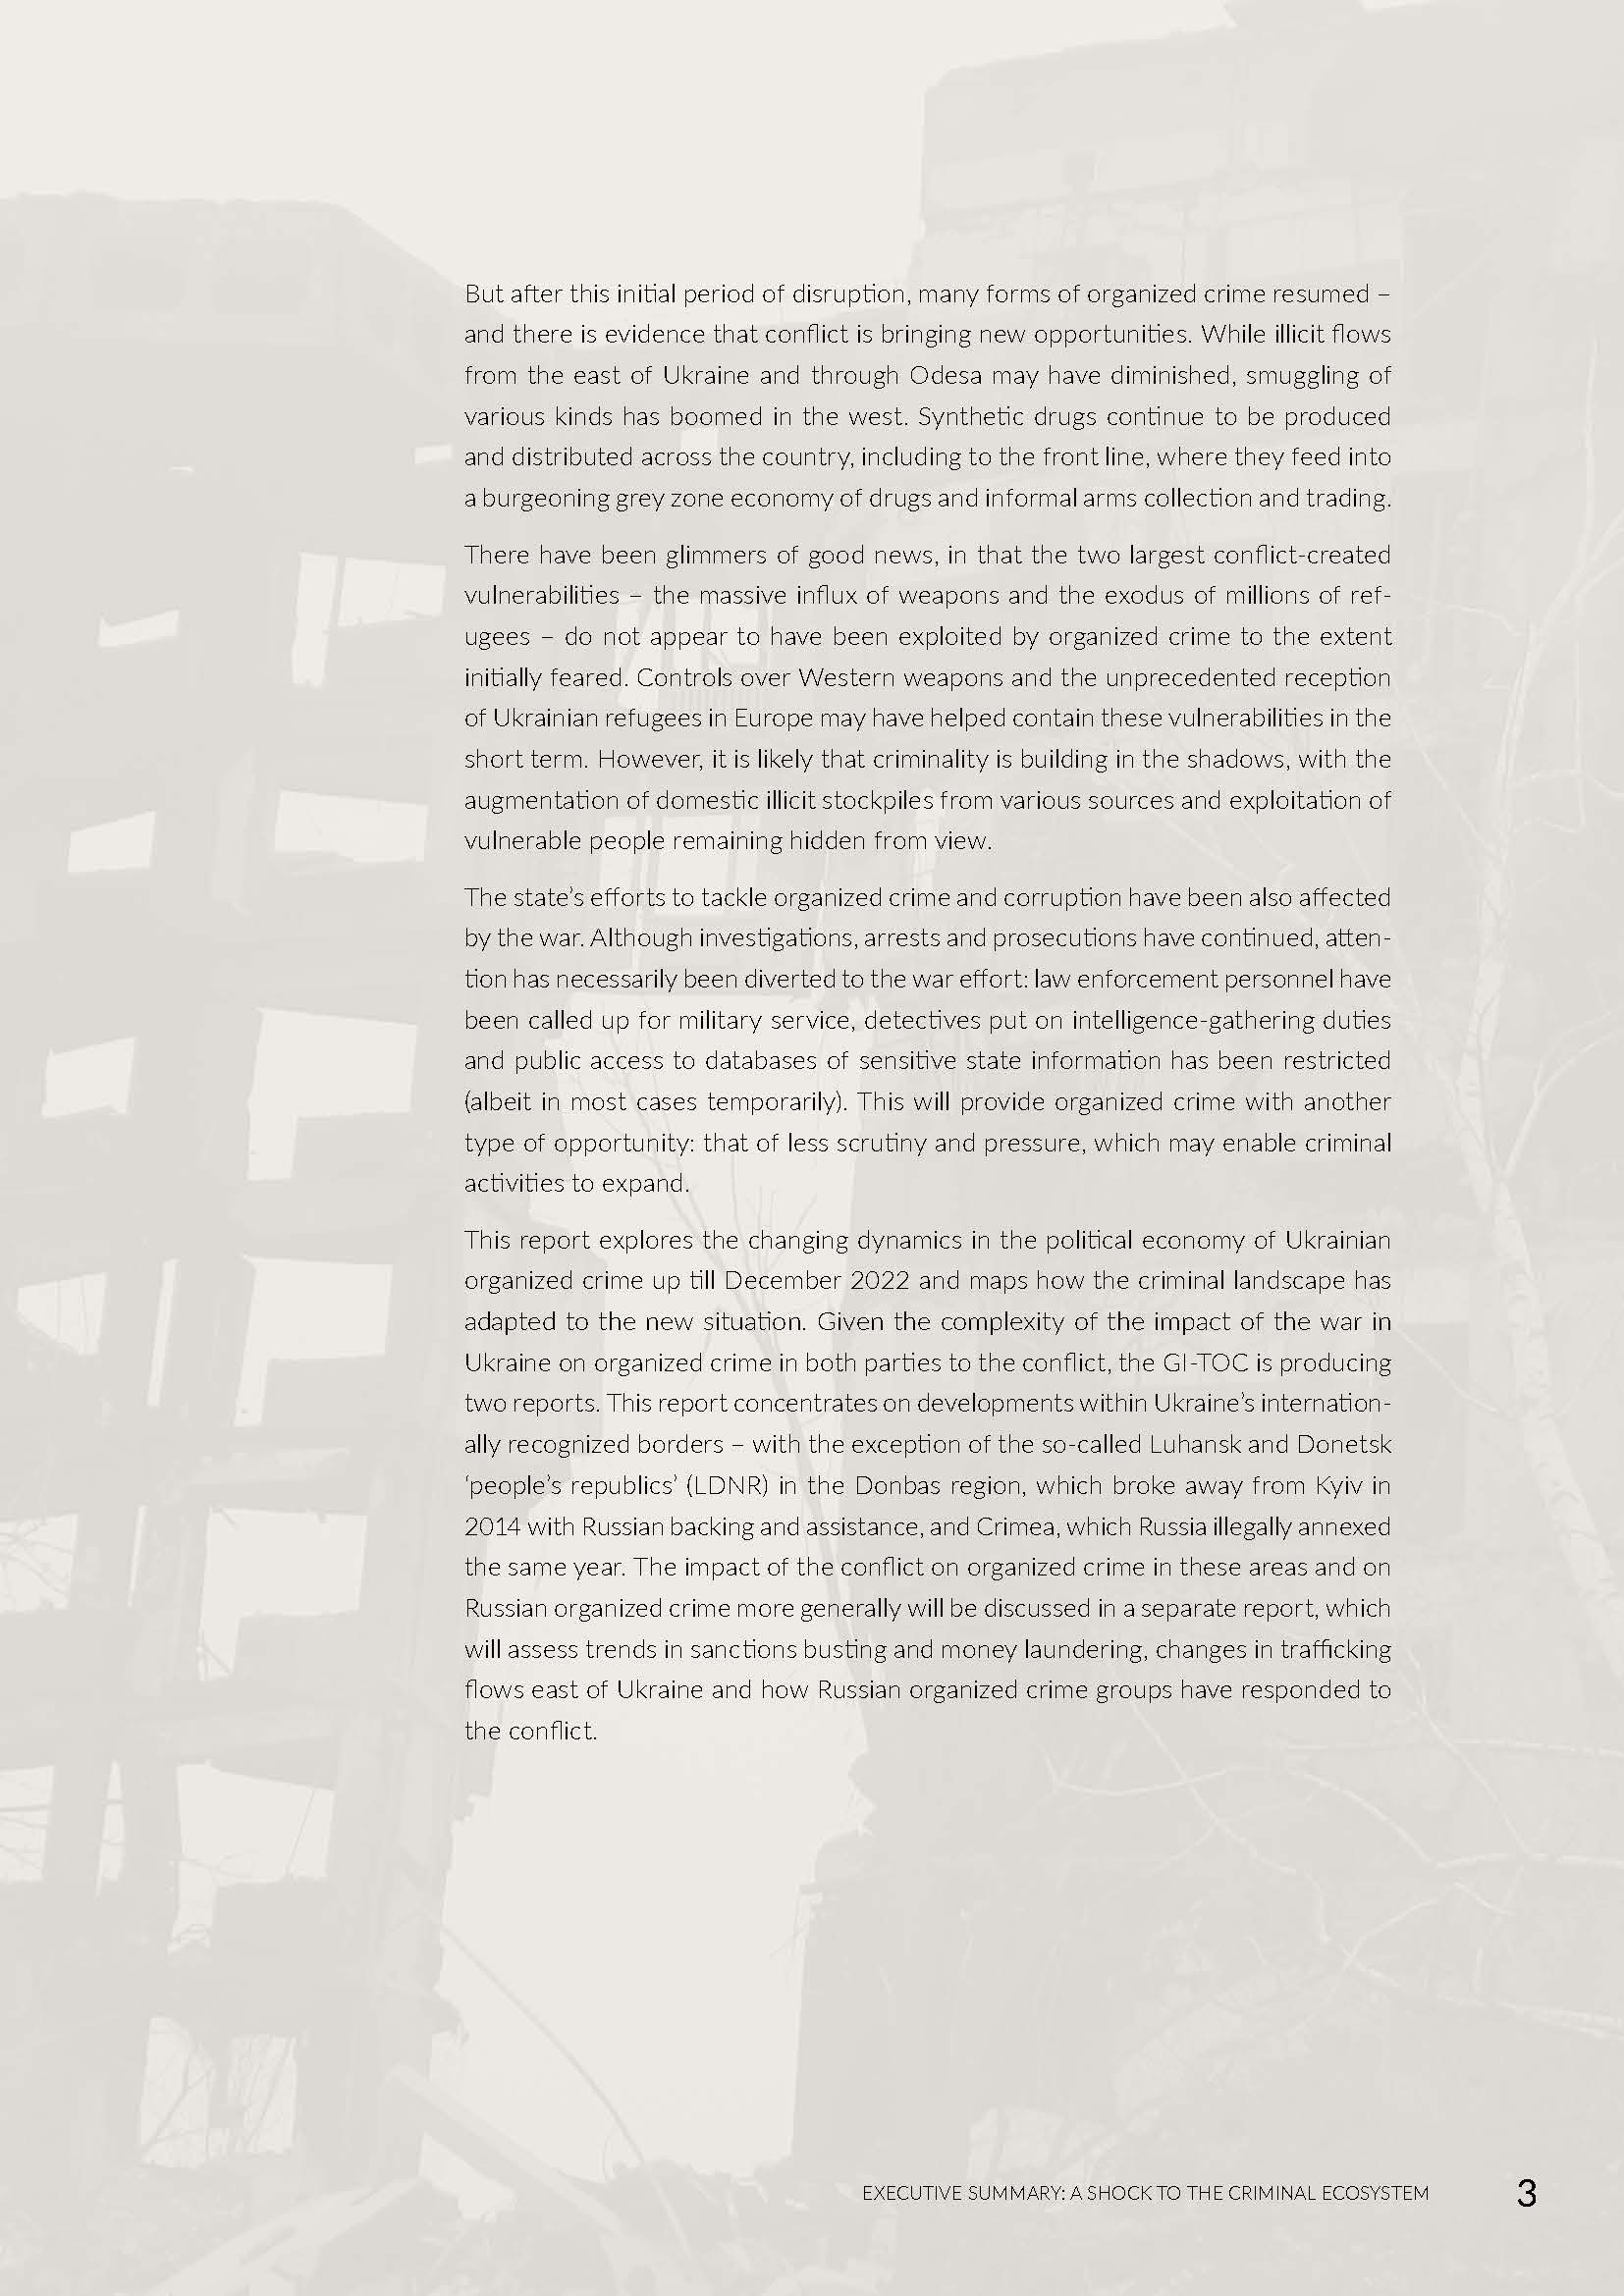 But after this initial period of disruption, many forms of organized crime resumed –
and there is evidence that conflict is bringing new opportunities. While illicit flows
from the east of Ukraine and through Odesa may have diminished, smuggling of
various kinds has boomed in the west. Synthetic drugs continue to be produced
and distributed across the country, including to the front line, where they feed into
a burgeoning grey zone economy of drugs and informal arms collection and trading.
There have been glimmers of good news, in that the two largest conflict-created
vulnerabilities – the massive influx of weapons and the exodus of millions of ref-
ugees – do not appear to have been exploited by organized crime to the extent
initially feared. Controls over Western weapons and the unprecedented reception
of Ukrainian refugees in Europe may have helped contain these vulnerabilities in the
short term. However, it is likely that criminality is building in the shadows, with the
augmentation of domestic illicit stockpiles from various sources and exploitation of
vulnerable people remaining hidden from view.
The state’s efforts to tackle organized crime and corruption have been also affected
by the war. Although investigations, arrests and prosecutions have continued, atten-
tion has necessarily been diverted to the war effort: law enforcement personnel have
been called up for military service, detectives put on intelligence-gathering duties
and public access to databases of sensitive state information has been restricted
(albeit in most cases temporarily). This will provide organized crime with another
type of opportunity: that of less scrutiny and pressure, which may enable criminal
activities to expand.
This report explores the changing dynamics in the political economy of Ukrainian
organized crime up till December 2022 and maps how the criminal landscape has
adapted to the new situation. Given the complexity of the impact of the war in
Ukraine on organized crime in both parties to the conflict, the GI-TOC is producing
two reports. This report concentrates on developments within Ukraine’s internation-
ally recognized borders – with the exception of the so-called Luhansk and Donetsk
‘people’s republics’ (LDNR) in the Donbas region, which broke away from Kyiv in
2014 with Russian backing and assistance, and Crimea, which Russia illegally annexed
the same year. The impact of the conflict on organized crime in these areas and on
Russian organized crime more generally will be discussed in a separate report, which
will assess trends in sanctions busting and money laundering, changes in trafficking
flows east of Ukraine and how Russian organized crime groups have responded to
the conflict.
EXECUTIVE SUMMARY: A SHOCK TO THE CRIMINAL ECOSYSTEM 3